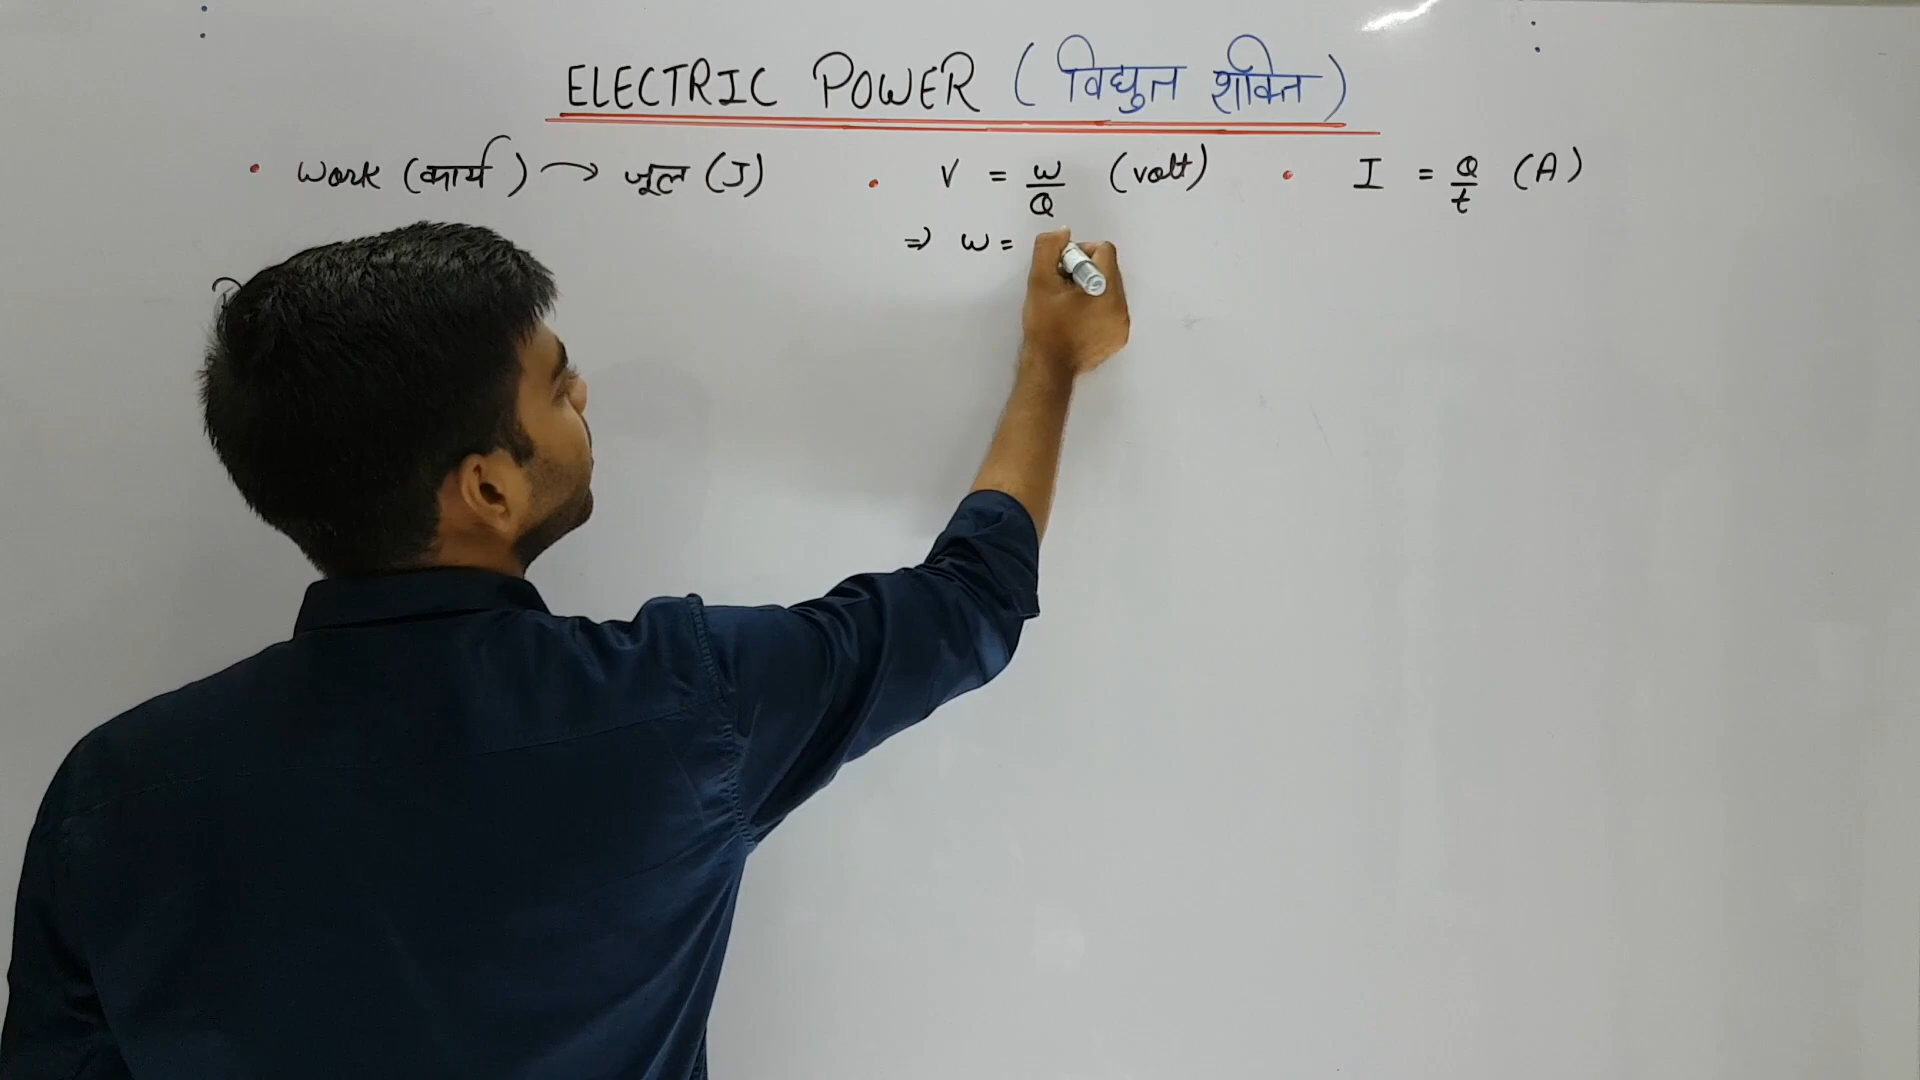 ELECTRIC POWER (विद्युत शक्ति)
• Work (कार्य) → जूल (J) • V = W/Q (volt) • I = Q/t (A)
⇒ W =